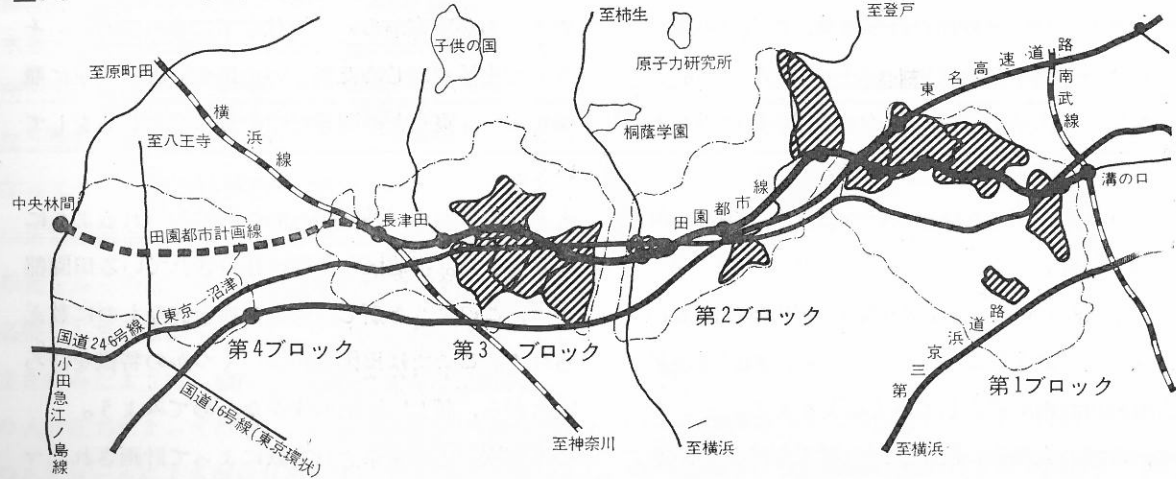 至柿生
至登戸
子供の国
原子力研究所
至原町田
横浜線
東名高速道路
南武線
至八王寺
桐蔭学園
中央林間
長津田
溝の口
田園都市計画線
田園都市線
国道246号線(東京 沼津)
第2ブロック
第4ブロック
第3 ブロック
第三京浜道路
第1ブロック
小田急江ノ島線
国道16号線(東京環状)
至神奈川
至横浜
至横浜